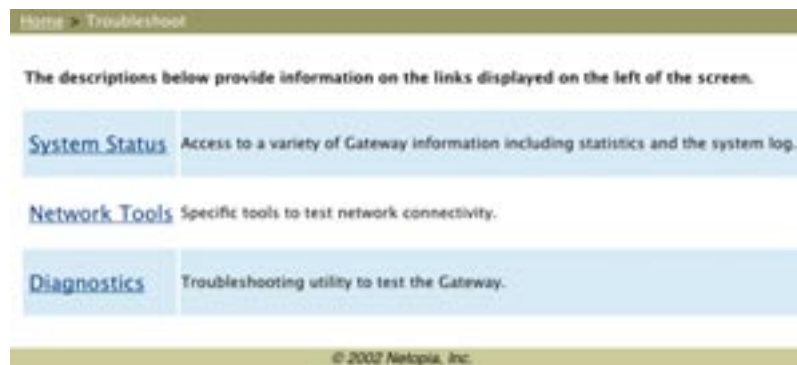 Home > Troubleshoot
The descriptions below provide information on the links displayed on the left of the screen.
System Status Access to a variety of Gateway information including statistics and the system log.
Network Tools Specific tools to test network connectivity.
Diagnostics Troubleshooting utility to test the Gateway.
© 2002 Netopia, Inc.